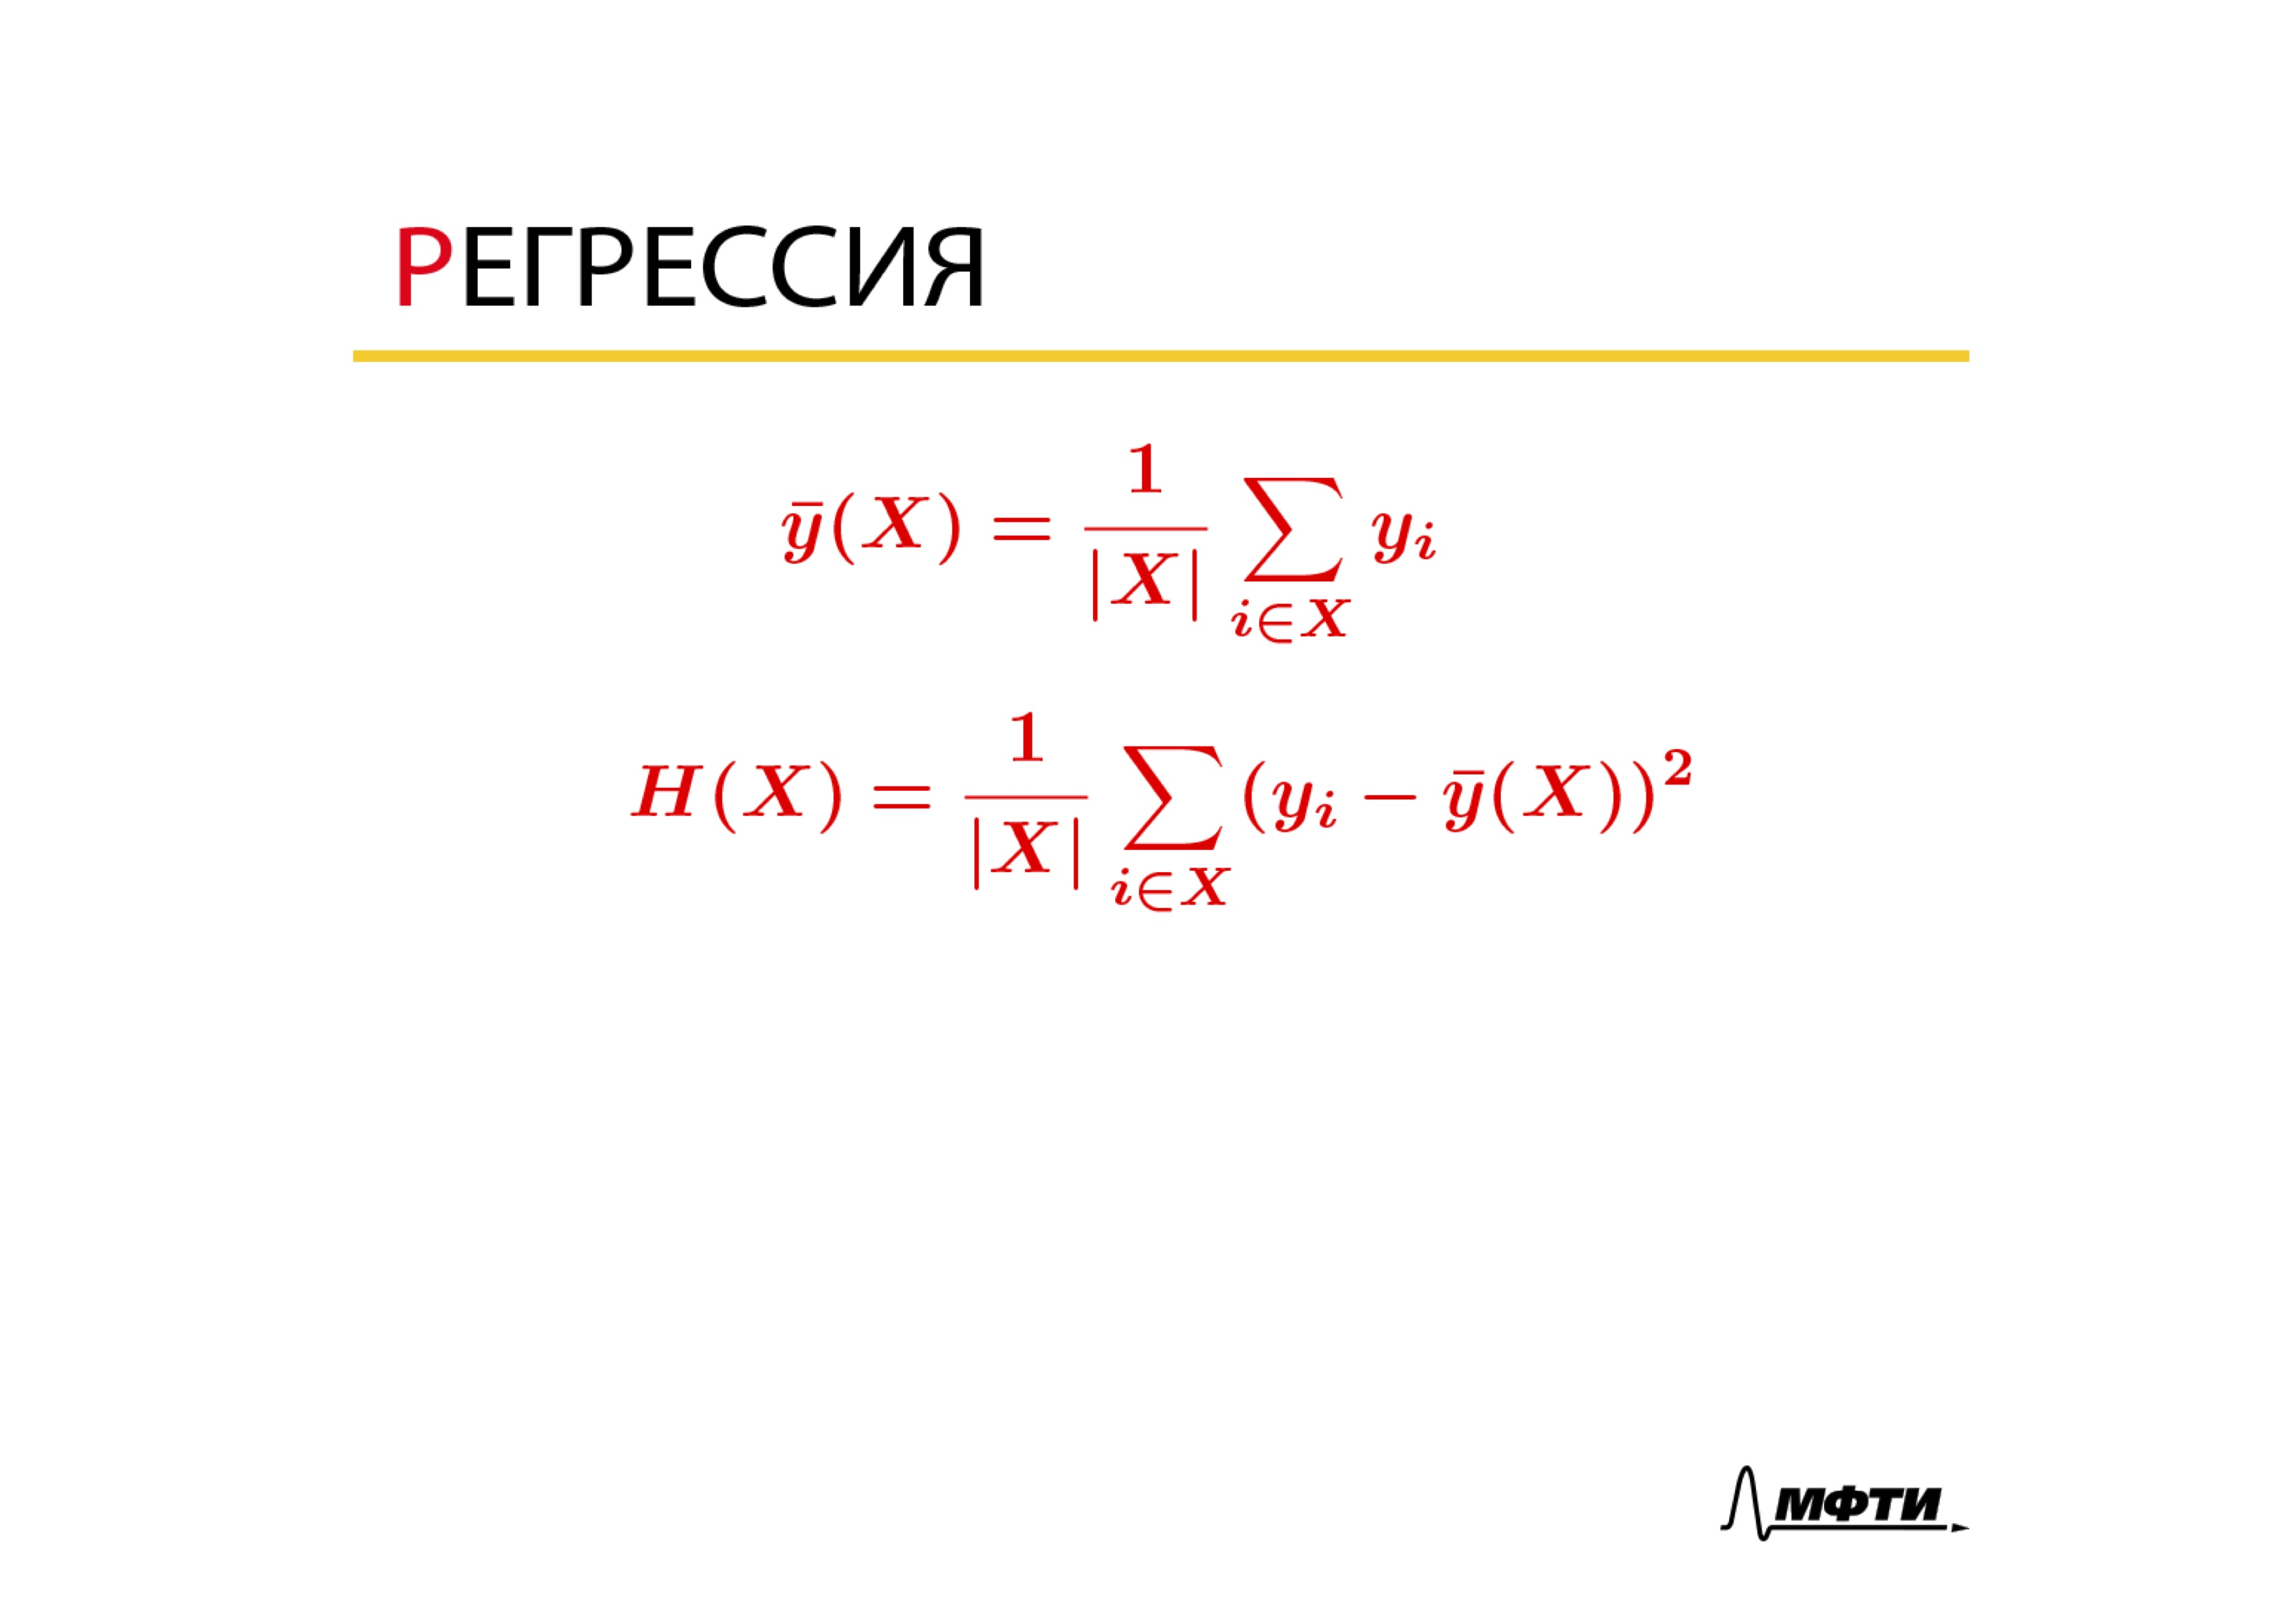 РЕГРЕССИЯ
ȳ(X) = 1/|X| ∑_{i∈X} y_i
H(X) = 1/|X| ∑_{i∈X} (y_i − ȳ(X))²
МФТИ